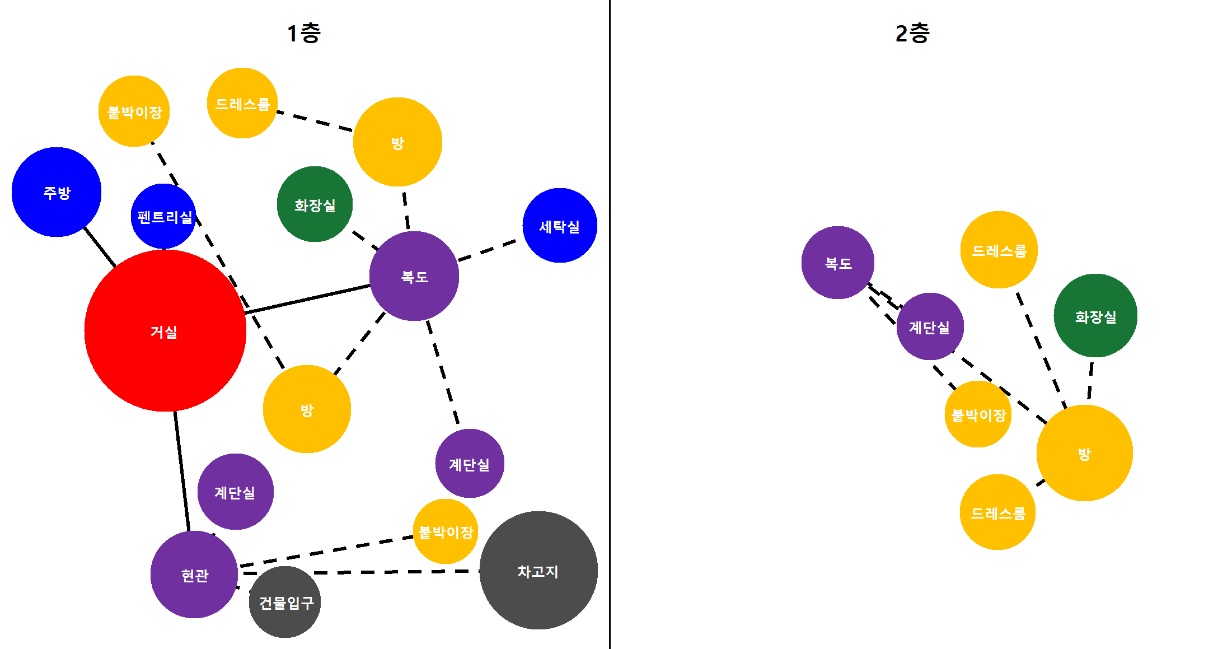 1층
2층
붙박이장
드레스룸
방
주방
펜트리실
화장실
세탁실
복도
거실
방
계단실
계단실
붙박이장
현관
건물입구
차고지
복도
드레스룸
계단실
화장실
붙박이장
방
드레스룸